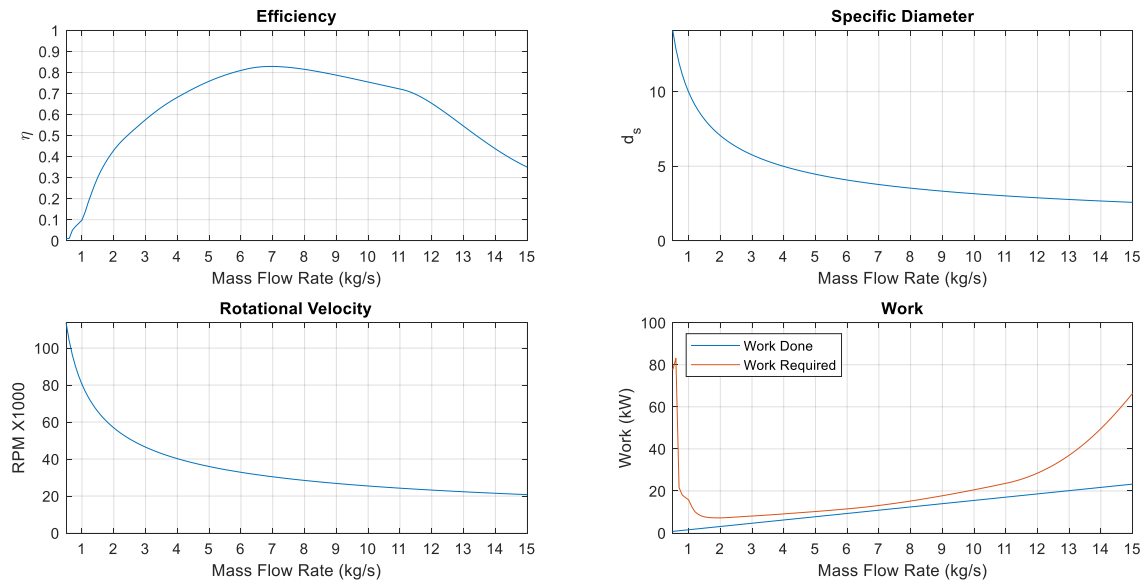 Efficiency
1
0.9
0.8
0.7
0.6
0.5
0.4
0.3
0.2
0.1
0
η
1 2 3 4 5 6 7 8 9 10 11 12 13 14 15
Mass Flow Rate (kg/s)
Specific Diameter
10
5
0
d_s
1 2 3 4 5 6 7 8 9 10 11 12 13 14 15
Mass Flow Rate (kg/s)
Rotational Velocity
100
80
60
40
20
0
RPM X1000
1 2 3 4 5 6 7 8 9 10 11 12 13 14 15
Mass Flow Rate (kg/s)
Work
100
80
60
40
20
0
Work (kW)
Work Done
Work Required
1 2 3 4 5 6 7 8 9 10 11 12 13 14 15
Mass Flow Rate (kg/s)